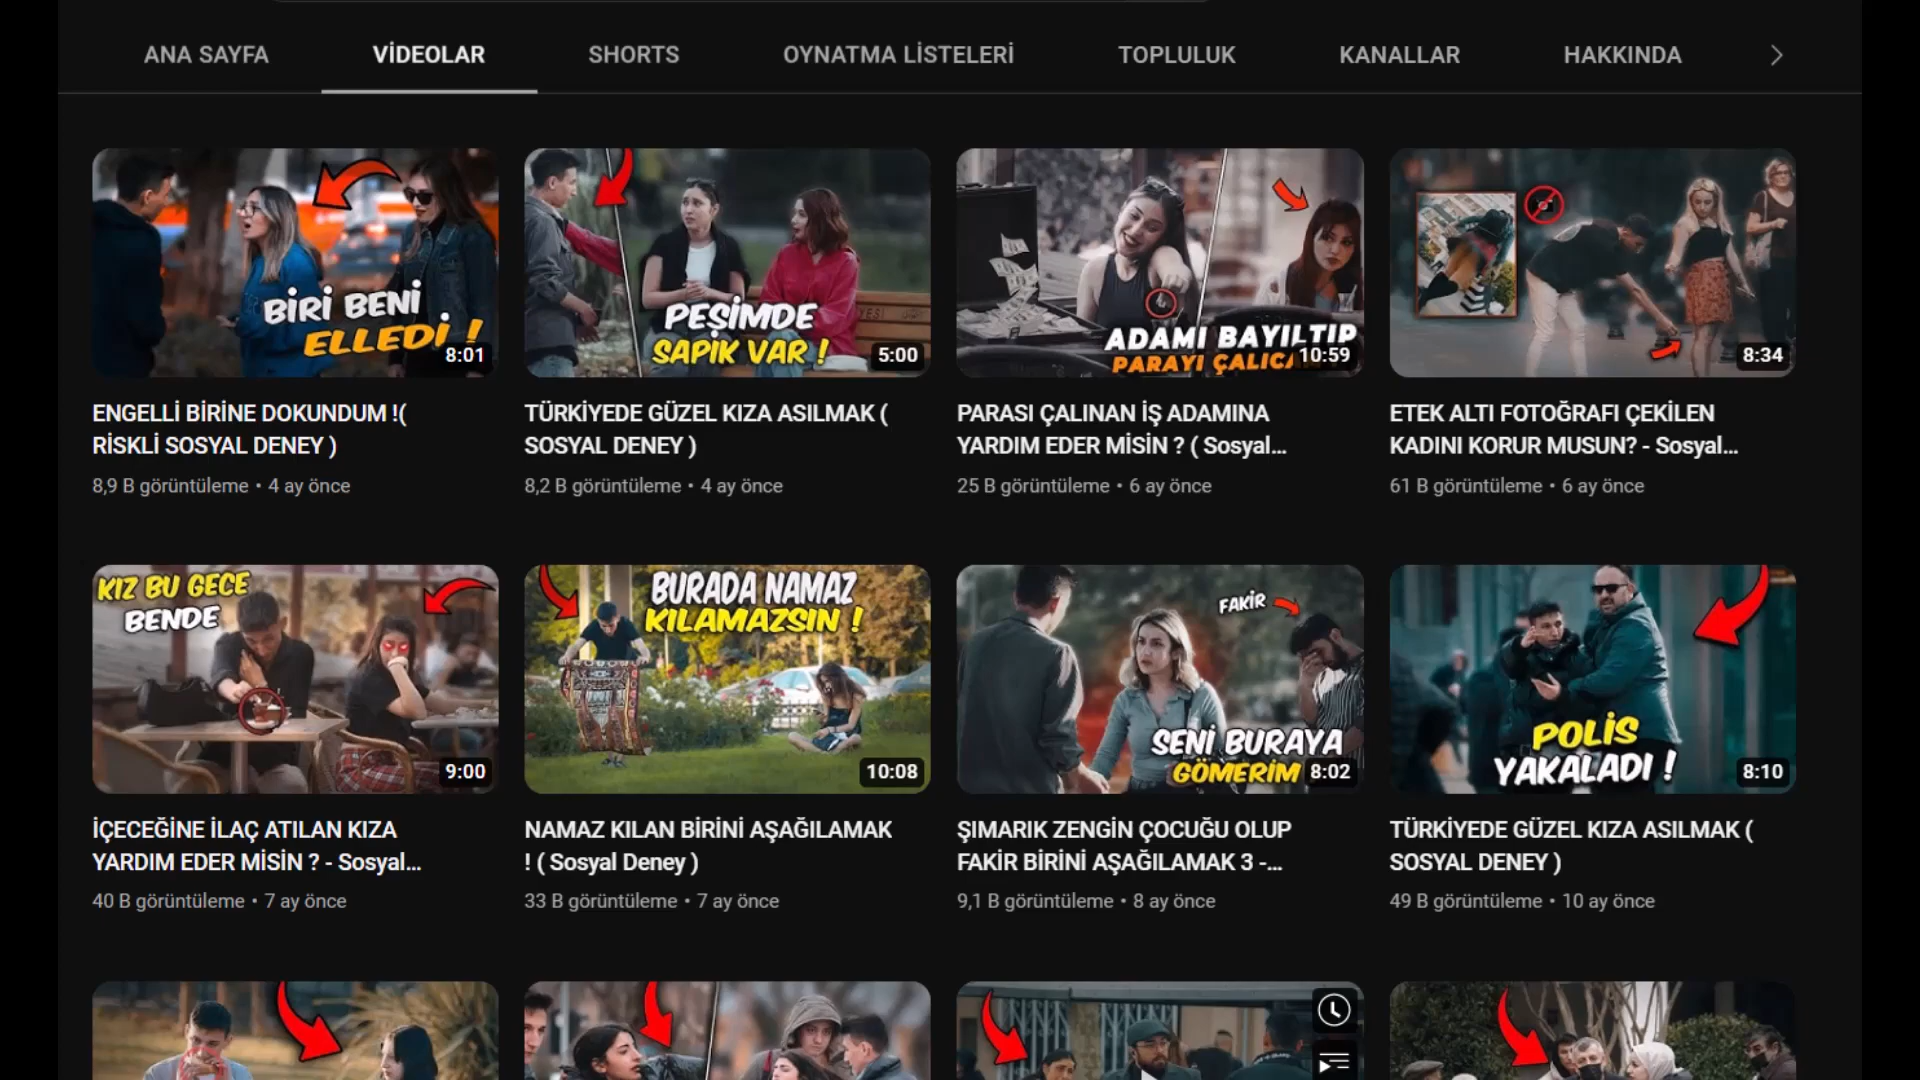 ANA SAYFA
VİDEOLAR
SHORTS
OYNATMA LİSTELERİ
TOPLULUK
KANALLAR
HAKKINDA
BİRİ BENİ
ELLEDİ !
8:01
PEŞİMDE
SAPIK VAR !
5:00
ADAMI BAYILTIP
PARAYI ÇALICA
10:59
8:34
ENGELLİ BİRİNE DOKUNDUM !(
RİSKLİ SOSYAL DENEY )
8,9 B görüntüleme • 4 ay önce
TÜRKİYEDE GÜZEL KIZA ASILMAK (
SOSYAL DENEY )
8,2 B görüntüleme • 4 ay önce
PARASI ÇALINAN İŞ ADAMINA
YARDIM EDER MİSİN ? ( Sosyal...
25 B görüntüleme • 6 ay önce
ETEK ALTI FOTOĞRAFI ÇEKİLEN
KADINI KORUR MUSUN? - Sosyal...
61 B görüntüleme • 6 ay önce
KIZ BU GECE
BENDE
9:00
BURADA NAMAZ
KILAMAZSIN !
10:08
FAKİR
SENİ BURAYA
GÖMERİM
8:02
POLİS
YAKALADI !
8:10
İÇECEĞİNE İLAÇ ATILAN KIZA
YARDIM EDER MİSİN ? - Sosyal...
40 B görüntüleme • 7 ay önce
NAMAZ KILAN BİRİNİ AŞAĞILAMAK
! ( Sosyal Deney )
33 B görüntüleme • 7 ay önce
ŞIMARIK ZENGİN ÇOCUĞU OLUP
FAKİR BİRİNİ AŞAĞILAMAK 3 -...
9,1 B görüntüleme • 8 ay önce
TÜRKİYEDE GÜZEL KIZA ASILMAK (
SOSYAL DENEY )
49 B görüntüleme • 10 ay önce